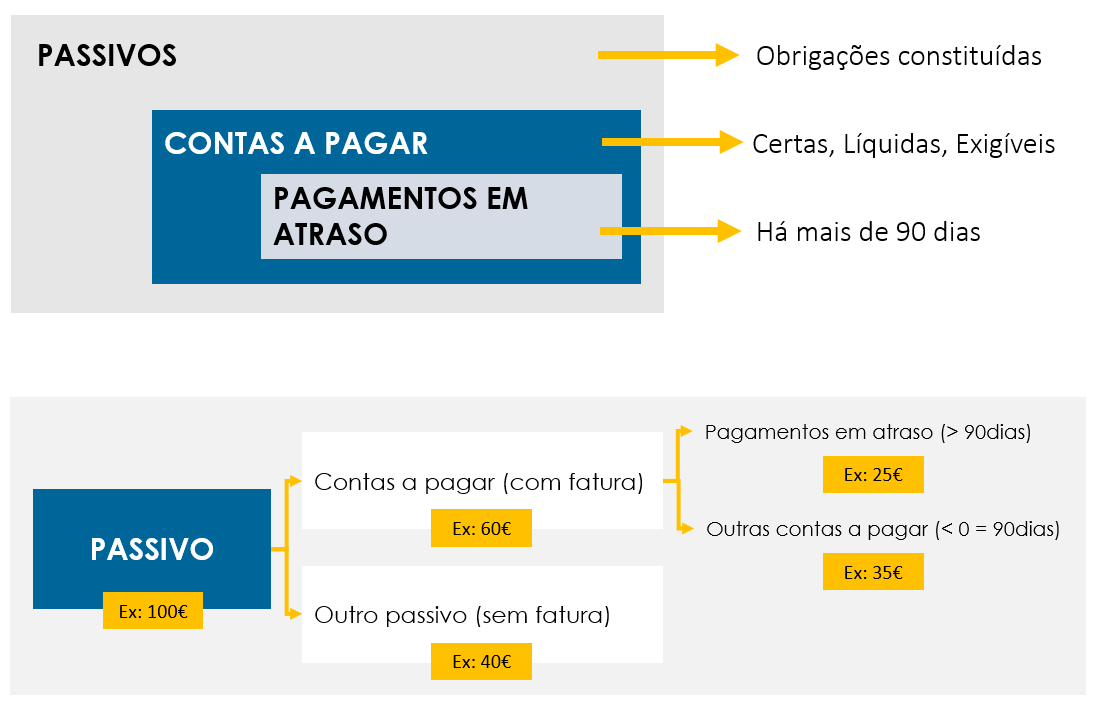 PASSIVOS
Obrigações constituídas
CONTAS A PAGAR
Certas, Líquidas, Exigíveis
PAGAMENTOS EM
ATRASO
Há mais de 90 dias
PASSIVO
Ex: 100€
Contas a pagar (com fatura)
Ex: 60€
Outro passivo (sem fatura)
Ex: 40€
Pagamentos em atraso (> 90dias)
Ex: 25€
Outras contas a pagar (< 0 = 90dias)
Ex: 35€